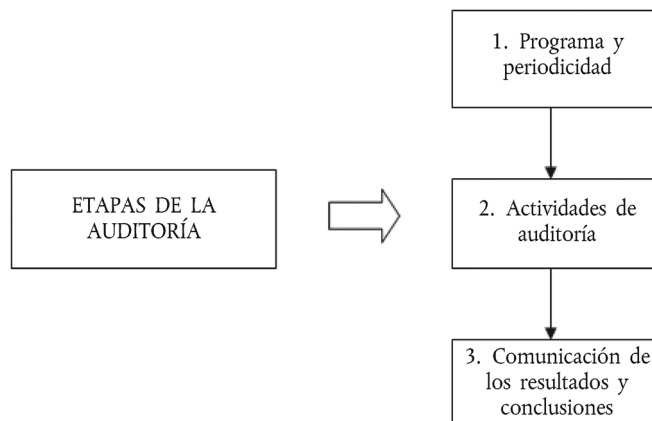 1. Programa y
periodicidad
ETAPAS DE LA
AUDITORÍA
2. Actividades de
auditoría
3. Comunicación de
los resultados y
conclusiones